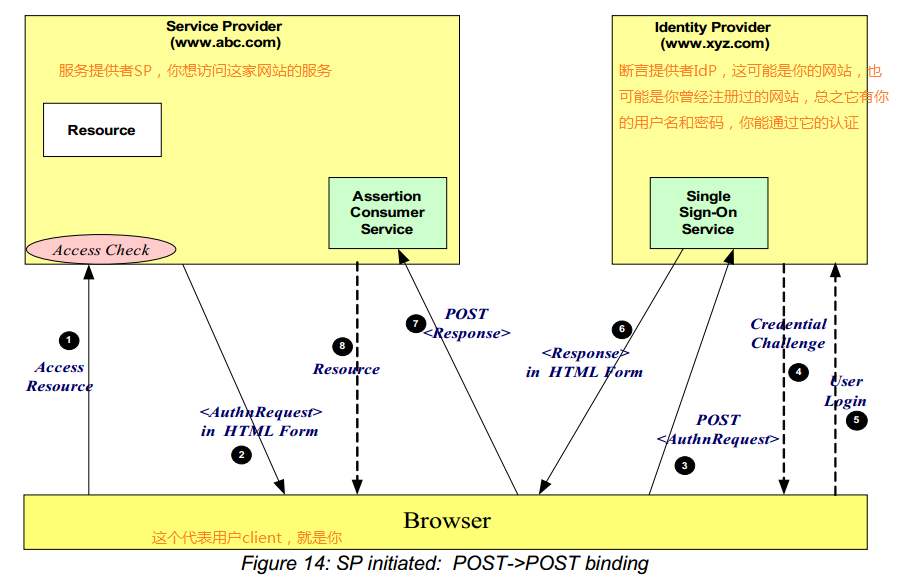 Service Provider
(www.abc.com)
服务提供者SP，你想访问这家网站的服务
Resource
Assertion
Consumer
Service
Access Check
Identity Provider
(www.xyz.com)
断言提供者IdP，这可能是你的网站，也
可能是你曾经注册过的网站，总之它有你
的用户名和密码，你能通过它的认证
Single
Sign-On
Service
1
Access
Resource
<AuthnRequest>
in HTML Form
2
8
Resource
7
POST
<Response>
6
<Response>
in HTML Form
POST
<AuthnRequest>
3
Credential
Challenge
4
User
Login
5
Browser
这个代表用户client，就是你
Figure 14: SP initiated: POST->POST binding